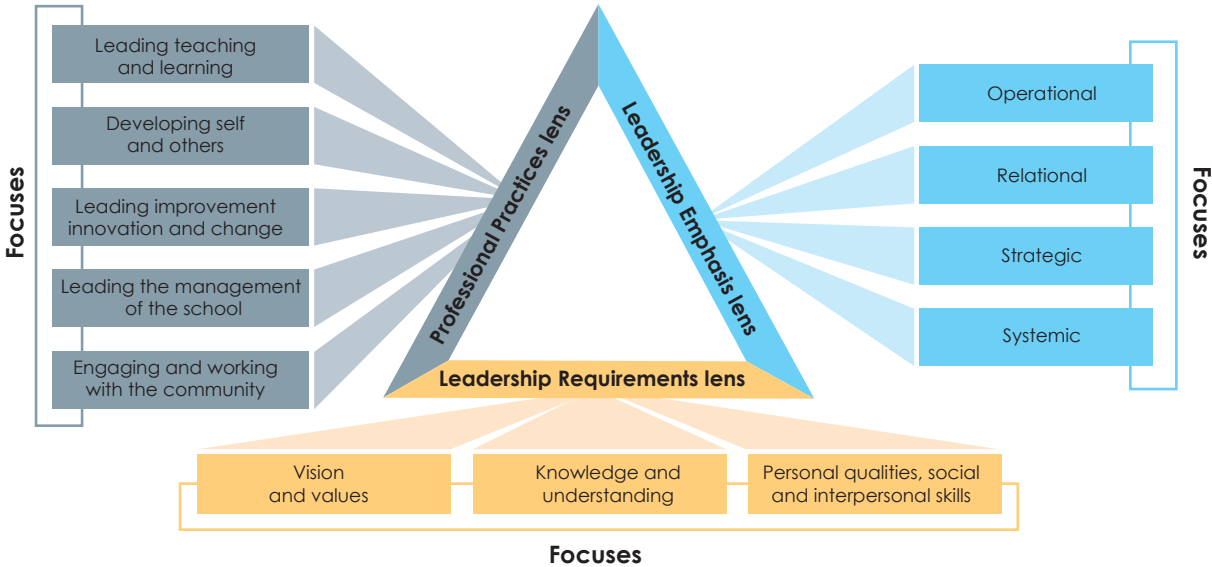 Focuses
Leading teaching
and learning
Developing self
and others
Leading improvement
innovation and change
Leading the management
of the school
Engaging and working
with the community
Professional Practices lens
Leadership Emphasis lens
Leadership Requirements lens
Operational
Relational
Strategic
Systemic
Focuses
Vision
and values
Knowledge and
understanding
Personal qualities, social
and interpersonal skills
Focuses